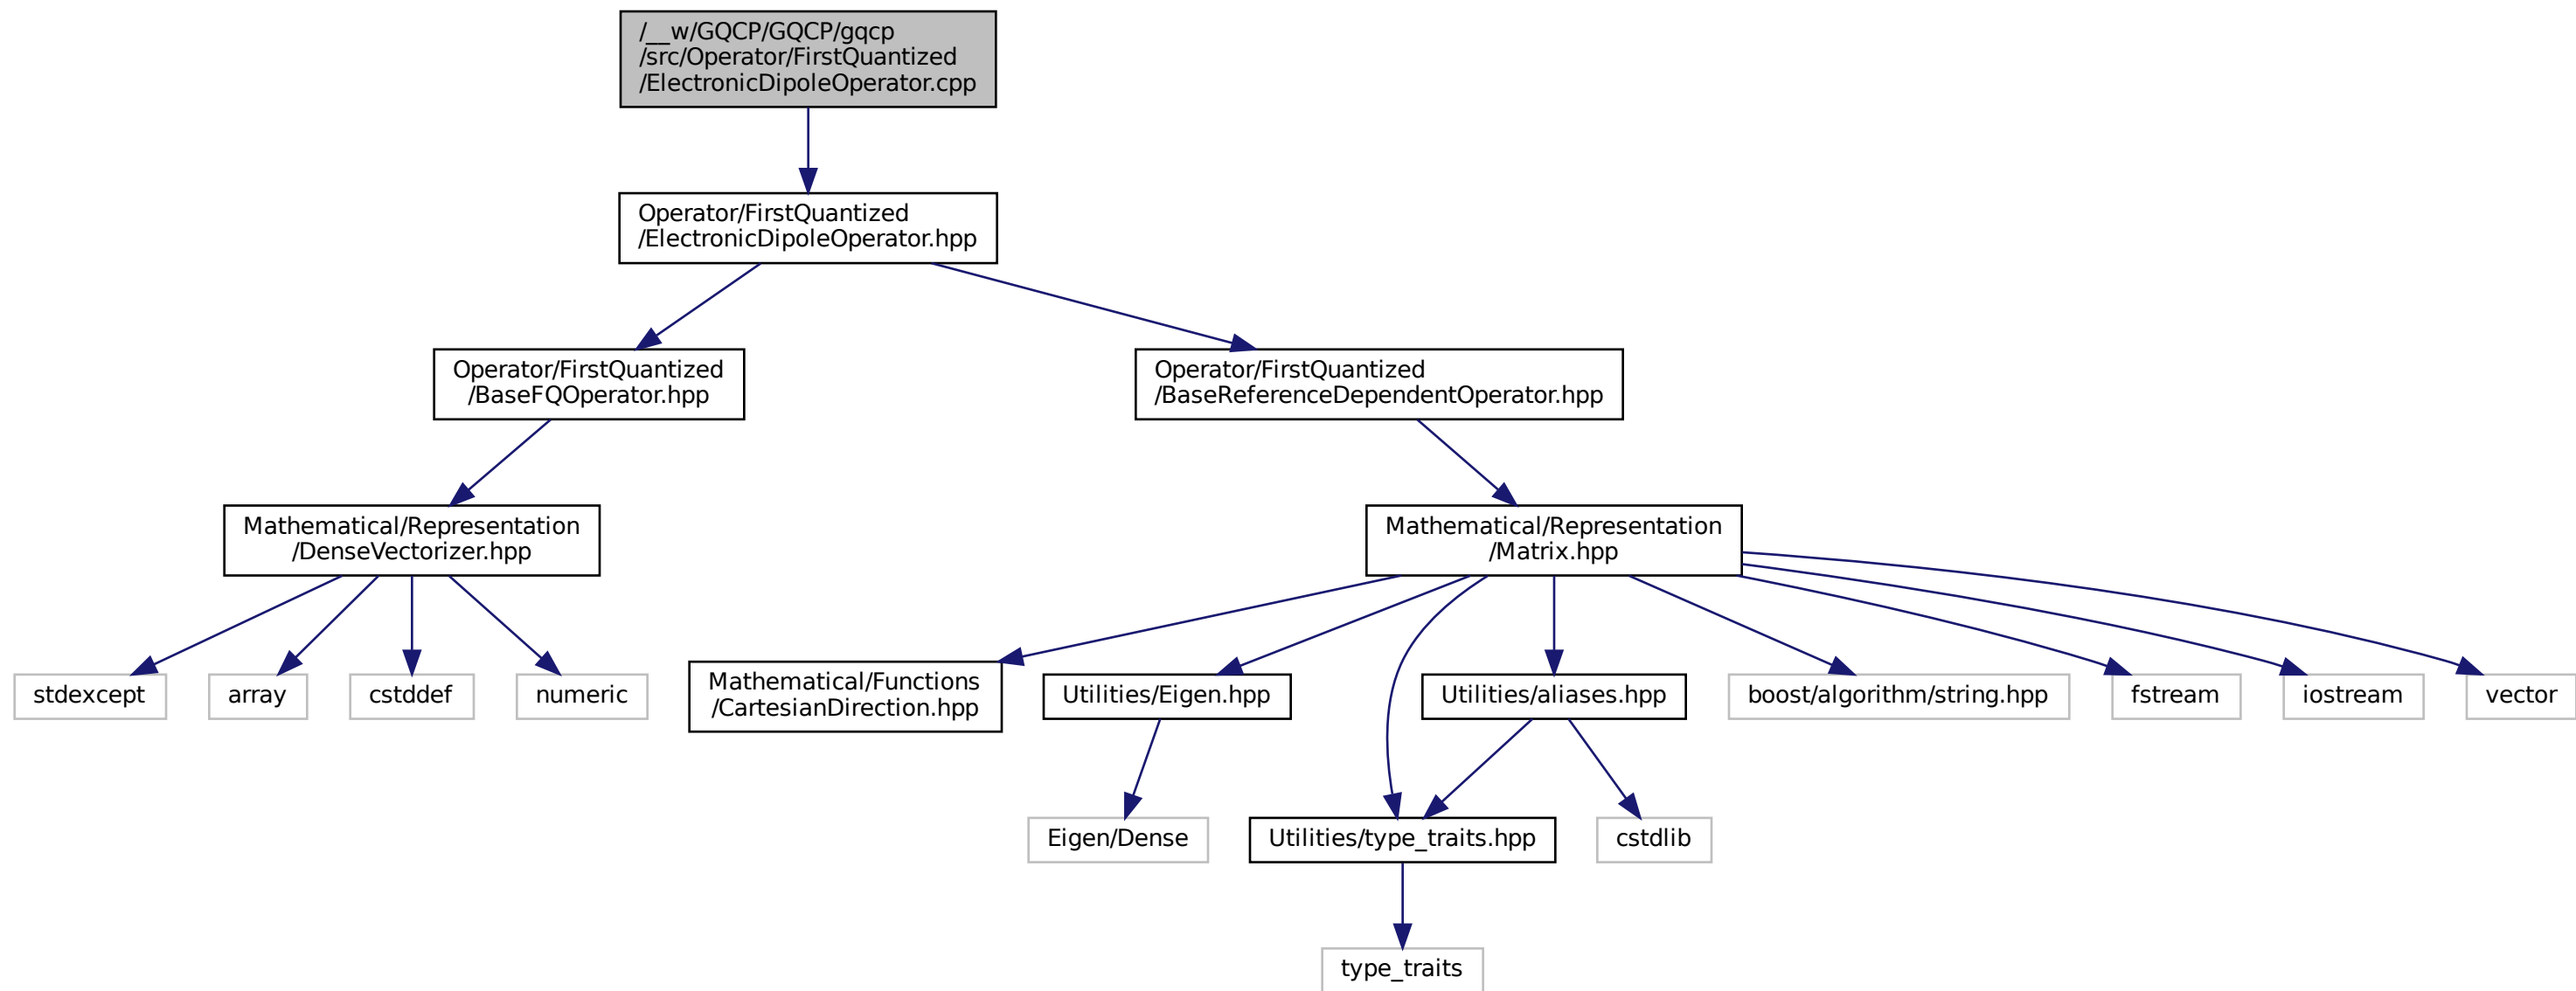 /__w/GQCP/GQCP/gqcp
/src/Operator/FirstQuantized
/ElectronicDipoleOperator.cpp
Operator/FirstQuantized
/ElectronicDipoleOperator.hpp
Operator/FirstQuantized
/BaseFQOperator.hpp
Operator/FirstQuantized
/BaseReferenceDependentOperator.hpp
Mathematical/Representation
/DenseVectorizer.hpp
Mathematical/Representation
/Matrix.hpp
stdexcept
array
cstddef
numeric
Mathematical/Functions
/CartesianDirection.hpp
Utilities/Eigen.hpp
Utilities/aliases.hpp
boost/algorithm/string.hpp
fstream
iostream
vector
Eigen/Dense
Utilities/type_traits.hpp
cstdlib
type_traits